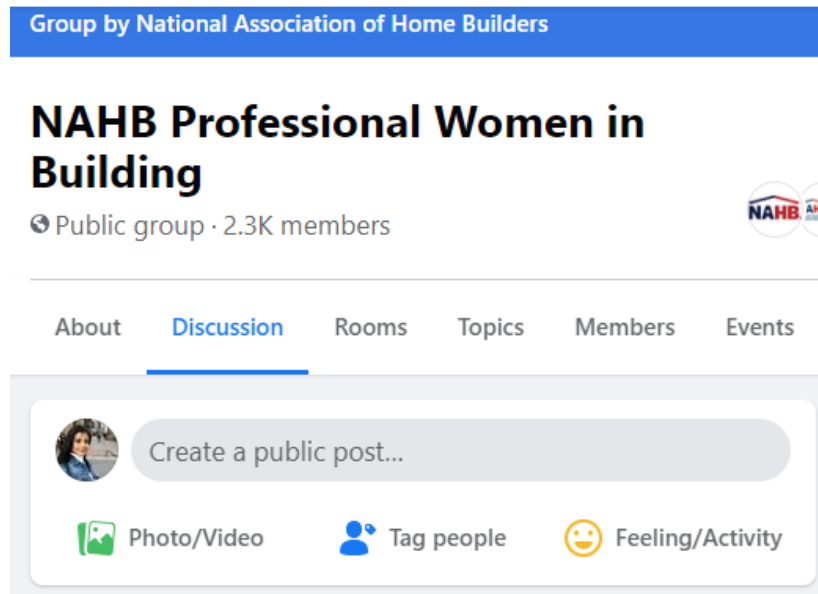 Group by National Association of Home Builders
NAHB Professional Women in
Building
Public group · 2.3K members
NAHB
About Discussion Rooms Topics Members Events
Create a public post...
Photo/Video Tag people Feeling/Activity